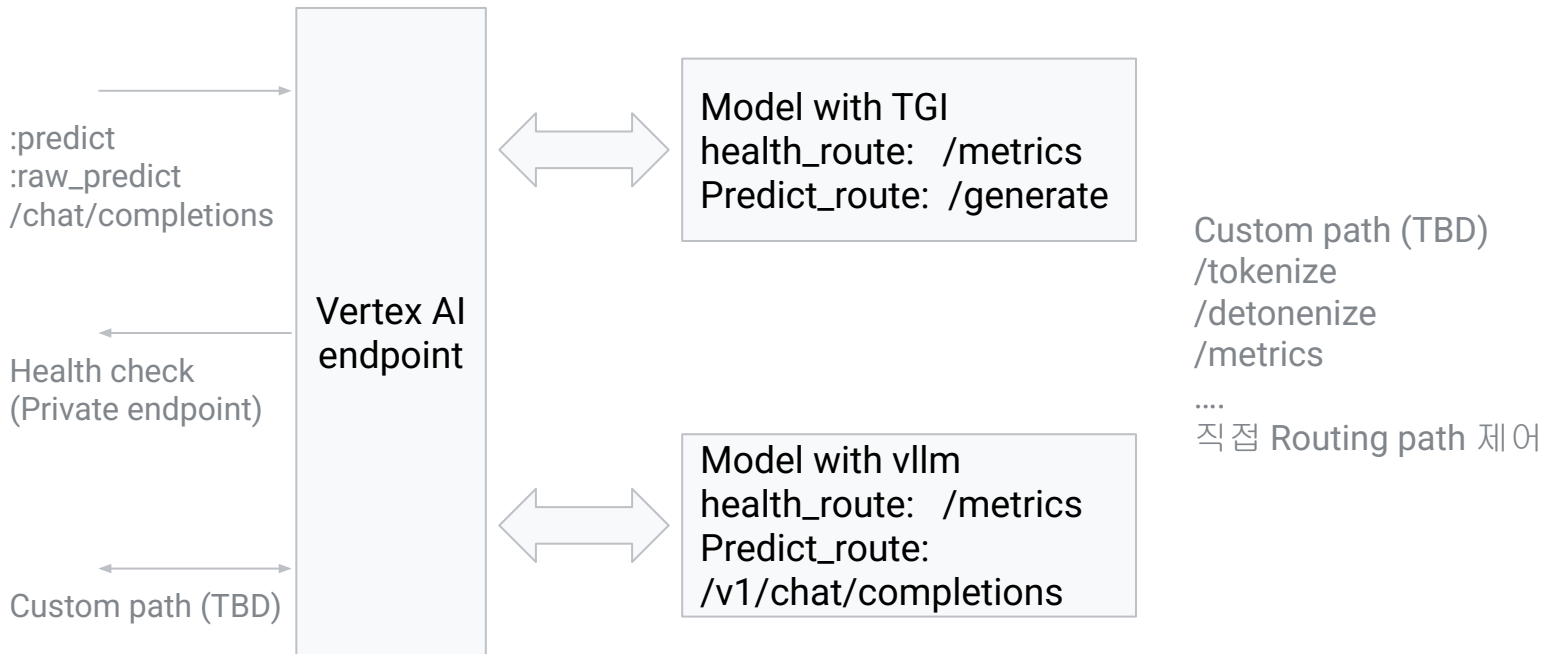 :predict
:raw_predict
/chat/completions
Health check
(Private endpoint)
Custom path (TBD)
Vertex AI
endpoint
Model with TGI
health_route: /metrics
Predict_route: /generate
Model with vllm
health_route: /metrics
Predict_route:
/v1/chat/completions
Custom path (TBD)
/tokenize
/detonenize
/metrics
....
직접 Routing path 제어